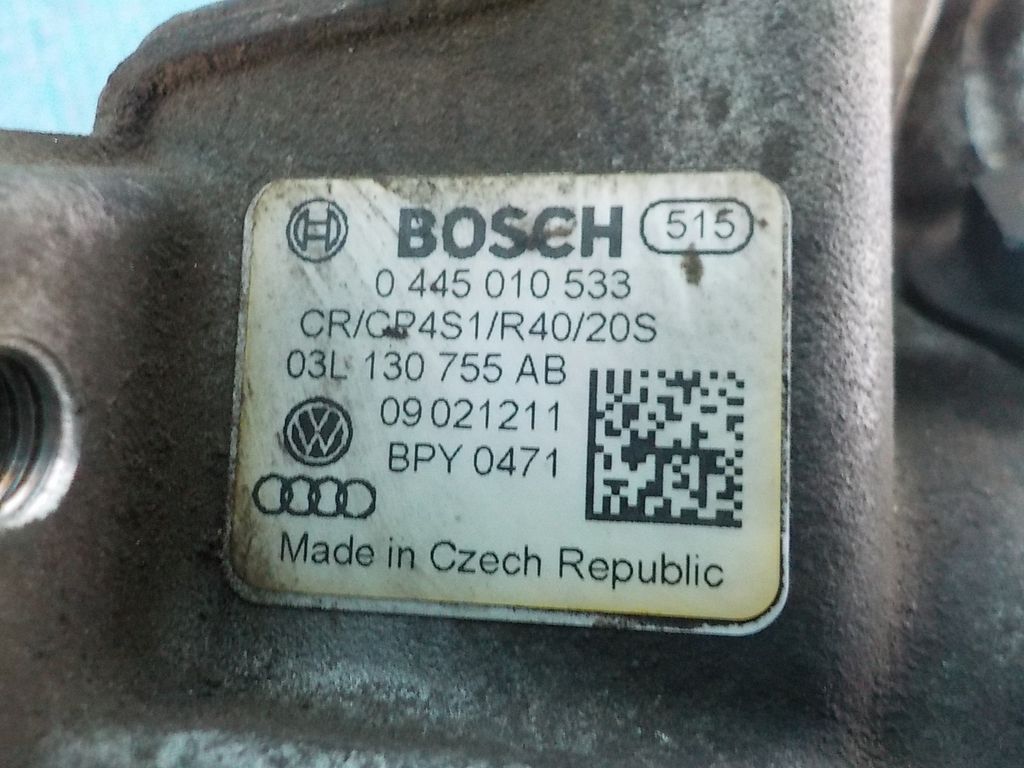 BOSCH 515
0 445 010 533
CR/CP4S1/R40/20S
03L 130 755 AB
09 021211
BPY 0471
Made in Czech Republic